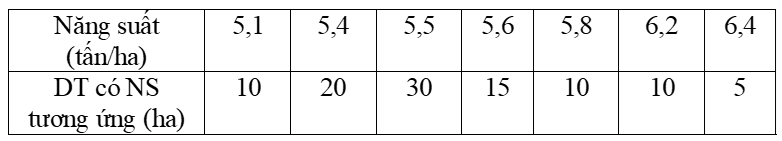 Năng suất 5,1 5,4 5,5 5,6 5,8 6,2 6,4
(tấn/ha)
DT có NS 10 20 30 15 10 10 5
tương ứng (ha)